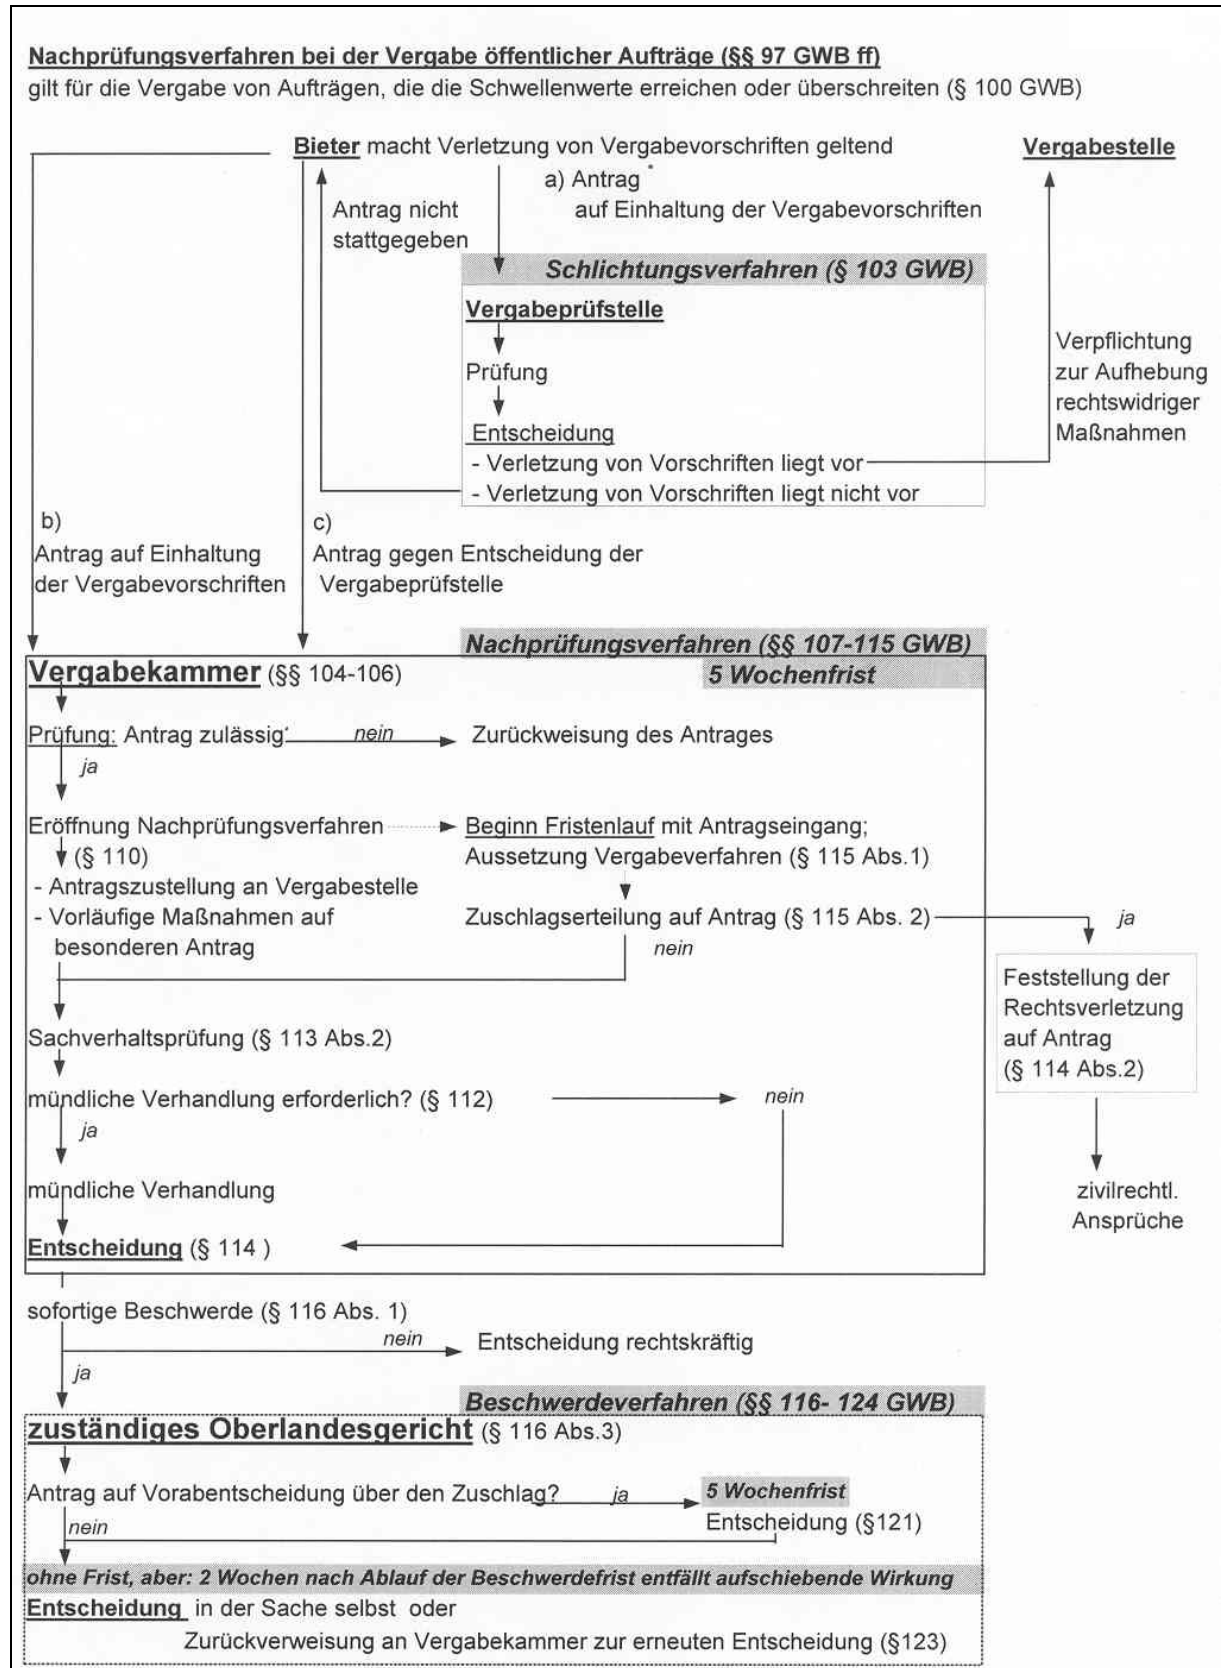 Nachprüfungsverfahren bei der Vergabe öffentlicher Aufträge (§§ 97 GWB ff)
gilt für die Vergabe von Aufträgen, die die Schwellenwerte erreichen oder überschreiten (§ 100 GWB)
Bieter macht Verletzung von Vergabevorschriften geltend
Vergabestelle
a) Antrag
auf Einhaltung der Vergabevorschriften
Antrag nicht
stattgegeben
Schlichtungsverfahren (§ 103 GWB)
Vergabeprüfstelle
Prüfung
Entscheidung
- Verletzung von Vorschriften liegt vor
- Verletzung von Vorschriften liegt nicht vor
Verpflichtung
zur Aufhebung
rechtswidriger
Maßnahmen
b)
Antrag auf Einhaltung
der Vergabevorschriften
c)
Antrag gegen Entscheidung der
Vergabeprüfstelle
Nachprüfungsverfahren (§§ 107-115 GWB)
Vergabekammer (§§ 104-106)
5 Wochenfrist
Prüfung: Antrag zulässig
nein
Zurückweisung des Antrages
ja
Eröffnung Nachprüfungsverfahren
(§ 110)
- Antragszustellung an Vergabestelle
- Vorläufige Maßnahmen auf
besonderen Antrag
Beginn Fristenlauf mit Antragseingang;
Aussetzung Vergabeverfahren (§ 115 Abs.1)
Zuschlagserteilung auf Antrag (§ 115 Abs. 2)
ja
nein
Feststellung der
Rechtsverletzung
auf Antrag
(§ 114 Abs.2)
zivilrechtl.
Ansprüche
Sachverhaltsprüfung (§ 113 Abs.2)
mündliche Verhandlung erforderlich? (§ 112)
nein
ja
mündliche Verhandlung
Entscheidung (§ 114 )
sofortige Beschwerde (§ 116 Abs. 1)
nein
Entscheidung rechtskräftig
ja
Beschwerdeverfahren (§§ 116- 124 GWB)
zuständiges Oberlandesgericht (§ 116 Abs.3)
Antrag auf Vorabentscheidung über den Zuschlag?
ja
5 Wochenfrist
Entscheidung (§121)
nein
ohne Frist, aber: 2 Wochen nach Ablauf der Beschwerdefrist entfällt aufschiebende Wirkung
Entscheidung in der Sache selbst oder
Zurückverweisung an Vergabekammer zur erneuten Entscheidung (§123)